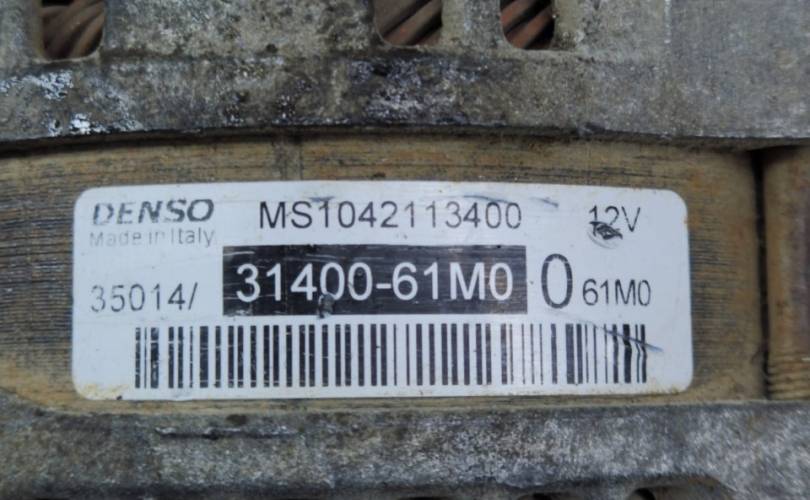 DENSO MS1042113400 12V
Made in Italy
35014/ 31400-61M0 0 61M0